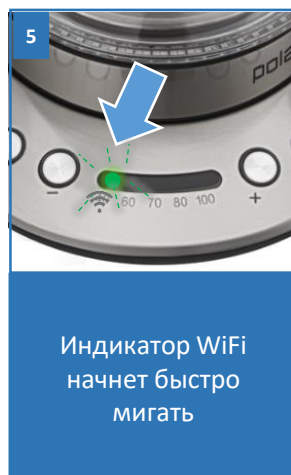 5
pola
60 70 80 100
− +
Индикатор WiFi
начнет быстро
мигать